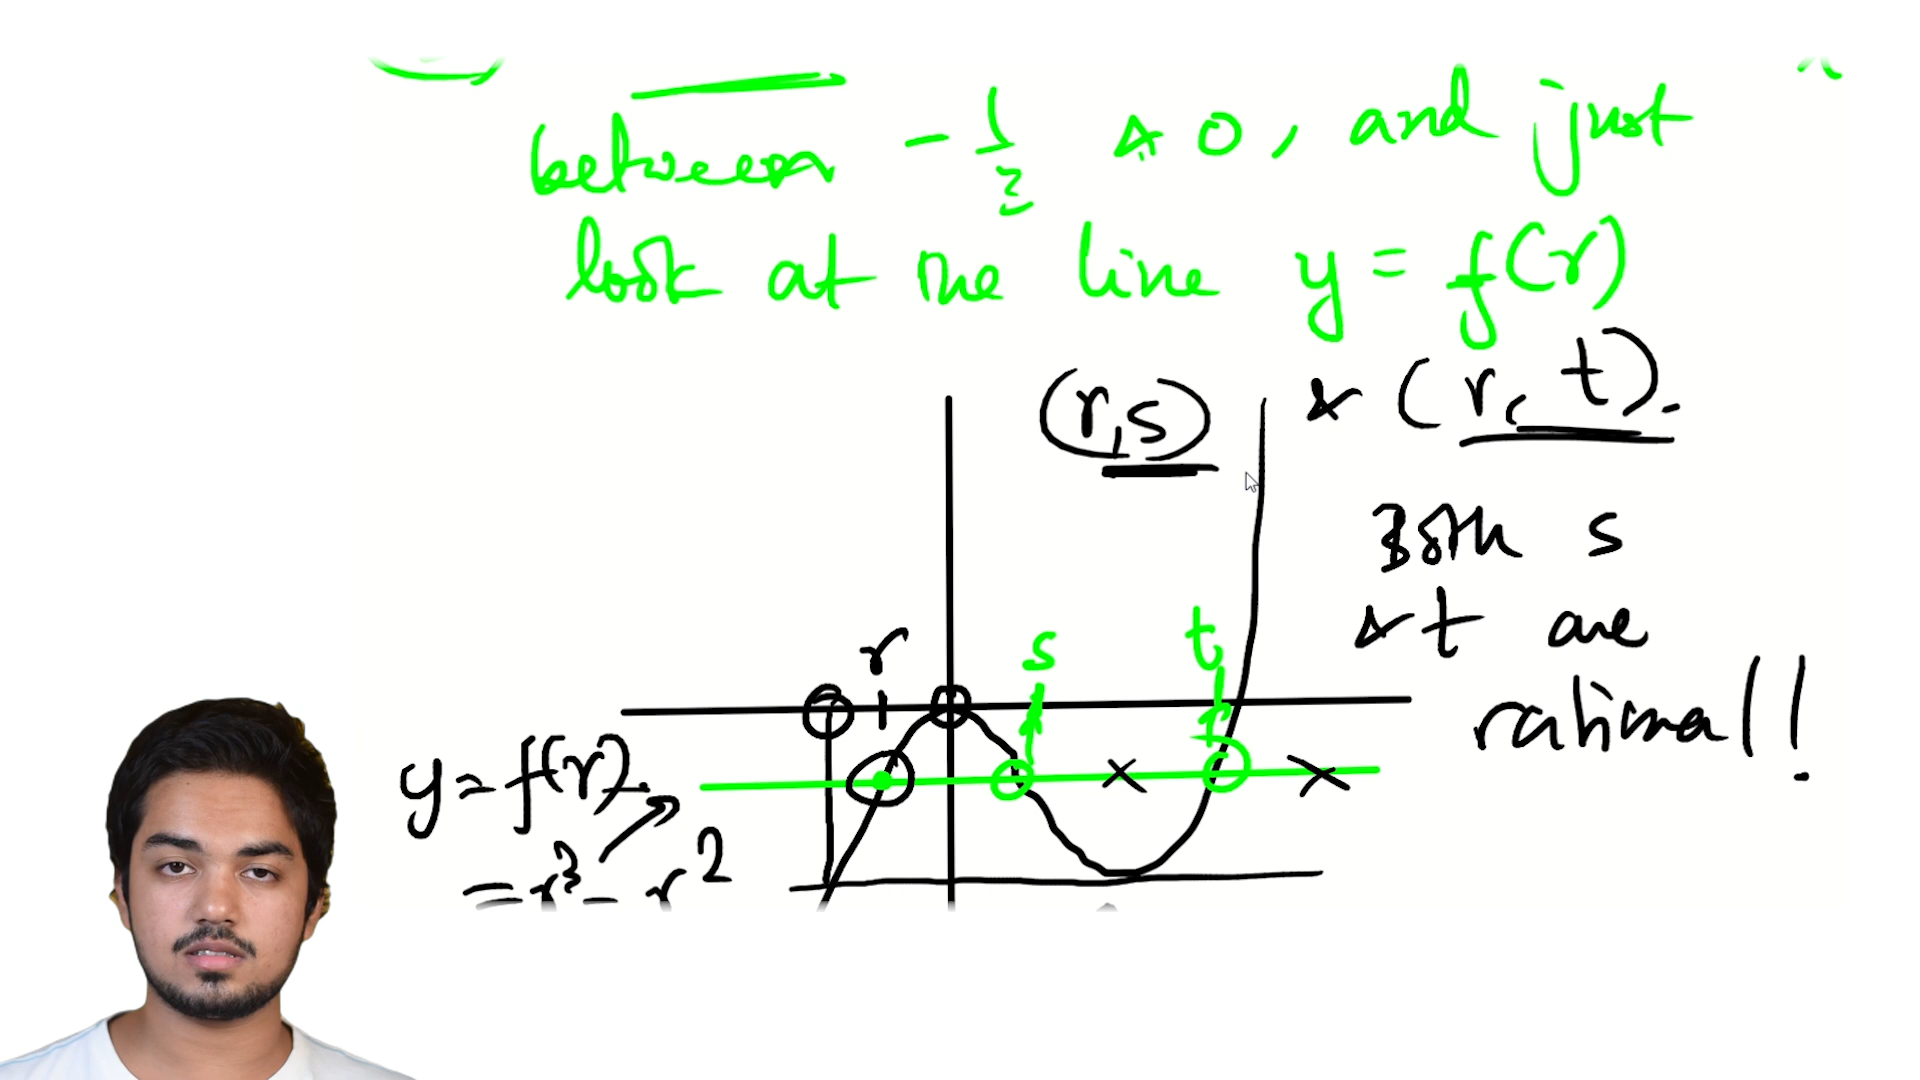 between -1/2 & 0, and just
look at the line y = f(r)
(r,s) & (r, t).
Both s
& t are
rational!!
r
s
t
y = f(r).
= r³ - r²